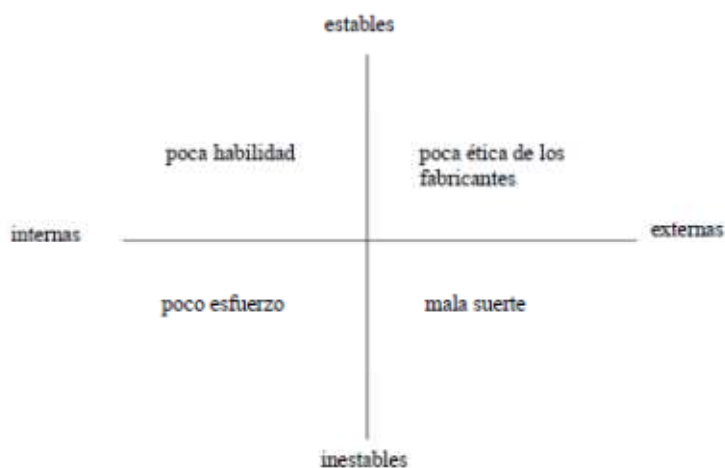 estables
poca habilidad
poca ética de los
fabricantes
internas
externas
poco esfuerzo
mala suerte
inestables